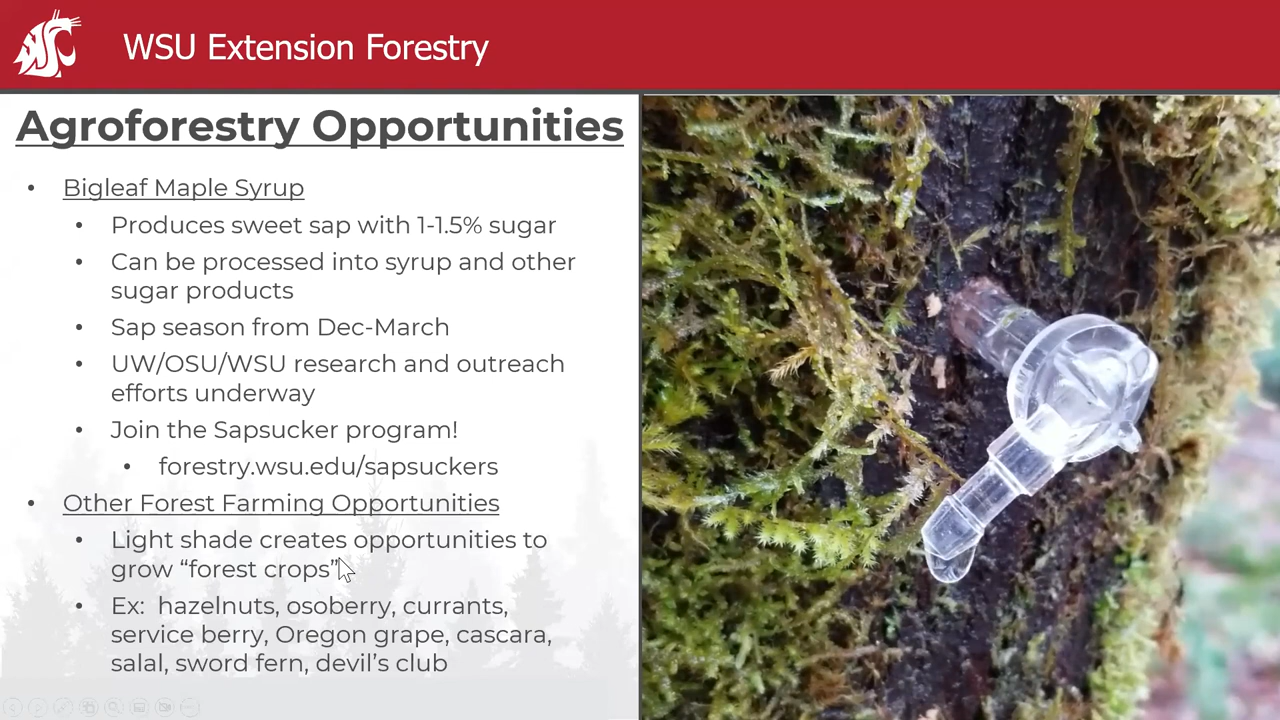 WSU Extension Forestry
Agroforestry Opportunities
• Bigleaf Maple Syrup
• Produces sweet sap with 1-1.5% sugar
• Can be processed into syrup and other
sugar products
• Sap season from Dec-March
• UW/OSU/WSU research and outreach
efforts underway
• Join the Sapsucker program!
• forestry.wsu.edu/sapsuckers
• Other Forest Farming Opportunities
• Light shade creates opportunities to
grow “forest crops”
• Ex:  hazelnuts, osoberry, currants,
service berry, Oregon grape, cascara,
salal, sword fern, devil’s club